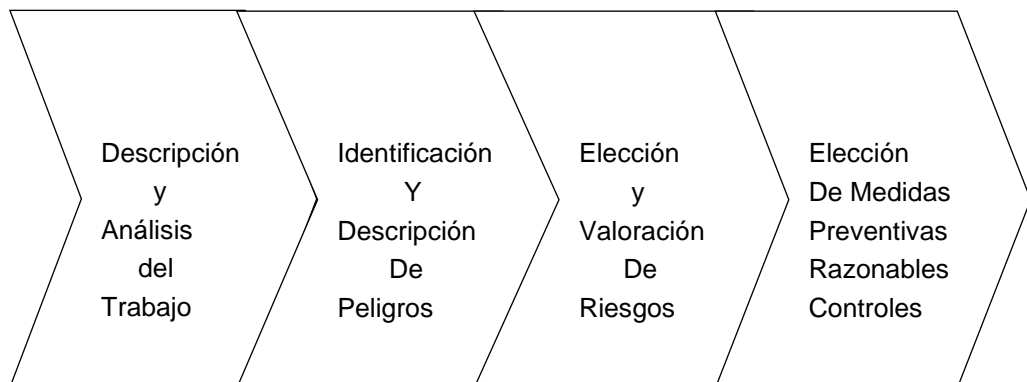 Descripción
y
Análisis
del
Trabajo
Identificación
Y
Descripción
De
Peligros
Elección
y
Valoración
De
Riesgos
Elección
De Medidas
Preventivas
Razonables
Controles